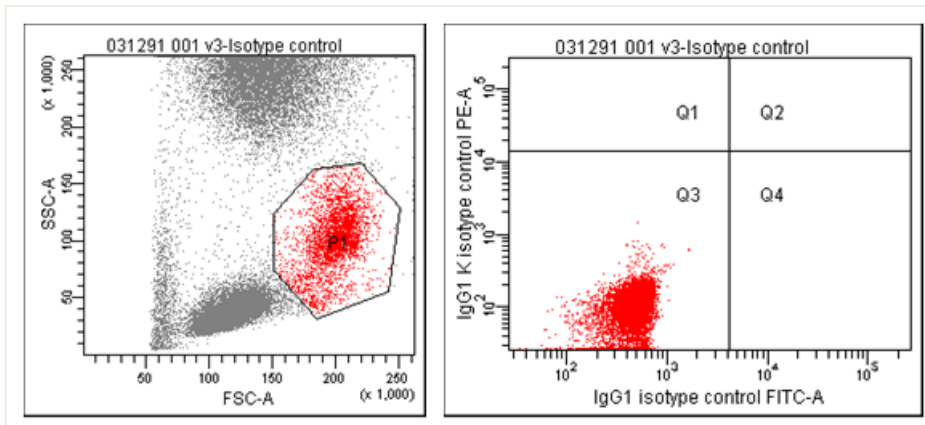 031291 001 v3-Isotype control
SSC-A
(x 1,000)
250
200
150
100
50
P1
50 100 150 200 250
FSC-A
(x 1,000)
031291 001 v3-Isotype control
IgG1 K isotype control PE-A
10^5
10^4
10^3
10^2
Q1 Q2
Q3 Q4
10^2 10^3 10^4 10^5
IgG1 isotype control FITC-A